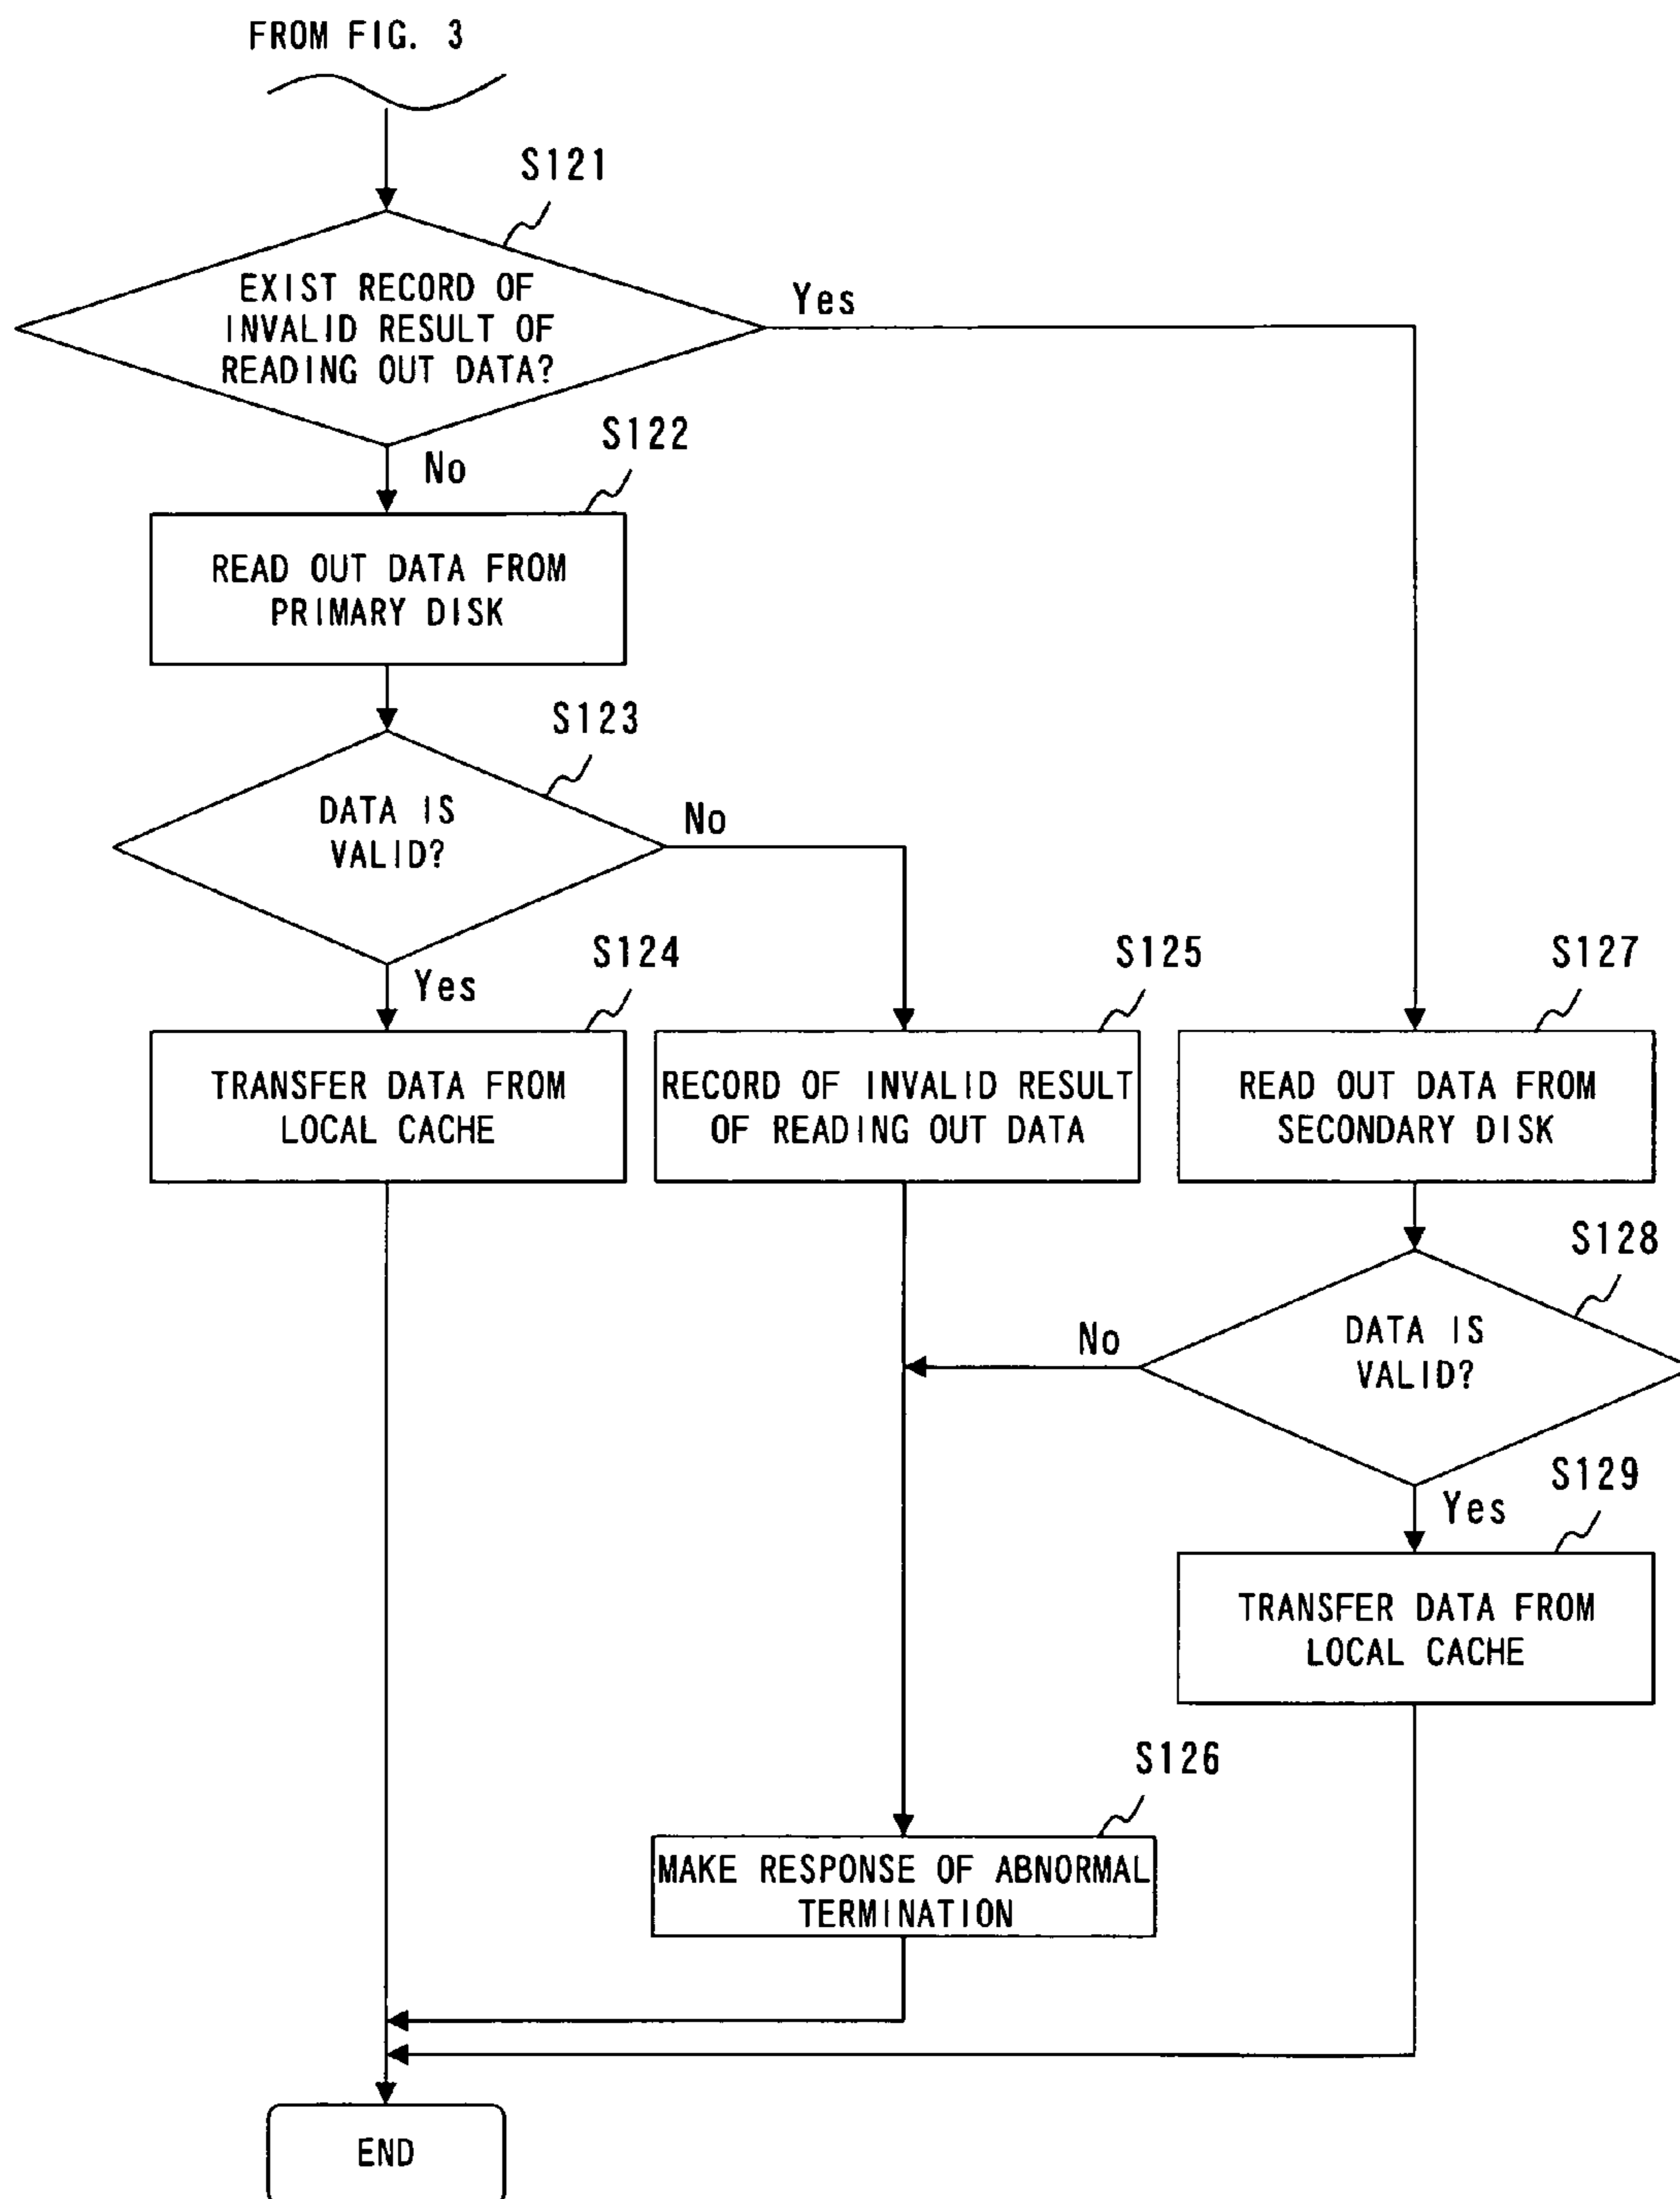 FROM FIG. 3
S121
EXIST RECORD OF
INVALID RESULT OF
READING OUT DATA?
Yes
No
S122
READ OUT DATA FROM
PRIMARY DISK
S123
DATA IS
VALID?
No
Yes
S124
TRANSFER DATA FROM
LOCAL CACHE
S125
RECORD OF INVALID RESULT
OF READING OUT DATA
S127
READ OUT DATA FROM
SECONDARY DISK
S128
DATA IS
VALID?
No
Yes
S129
TRANSFER DATA FROM
LOCAL CACHE
S126
MAKE RESPONSE OF ABNORMAL
TERMINATION
END